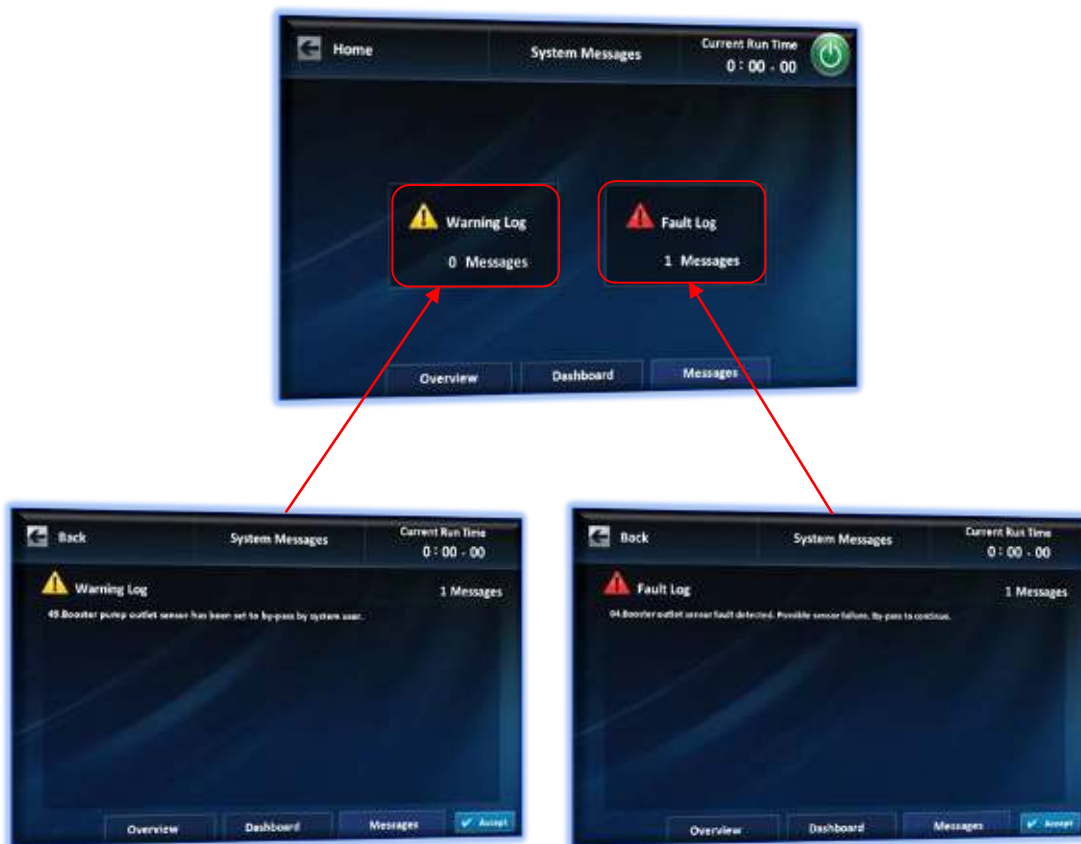 Home
System Messages
Current Run Time
0 : 00 - 00
Warning Log
0 Messages
Fault Log
1 Messages
Overview
Dashboard
Messages
Back
System Messages
Current Run Time
0 : 00 - 00
Warning Log
1 Messages
49.Booster pump outlet sensor has been set to by-pass by system user.
Overview
Dashboard
Messages
Accept
Back
System Messages
Current Run Time
0 : 00 - 00
Fault Log
1 Messages
04.Booster outlet sensor fault detected. Possible sensor failure. By-pass to continue.
Overview
Dashboard
Messages
Accept